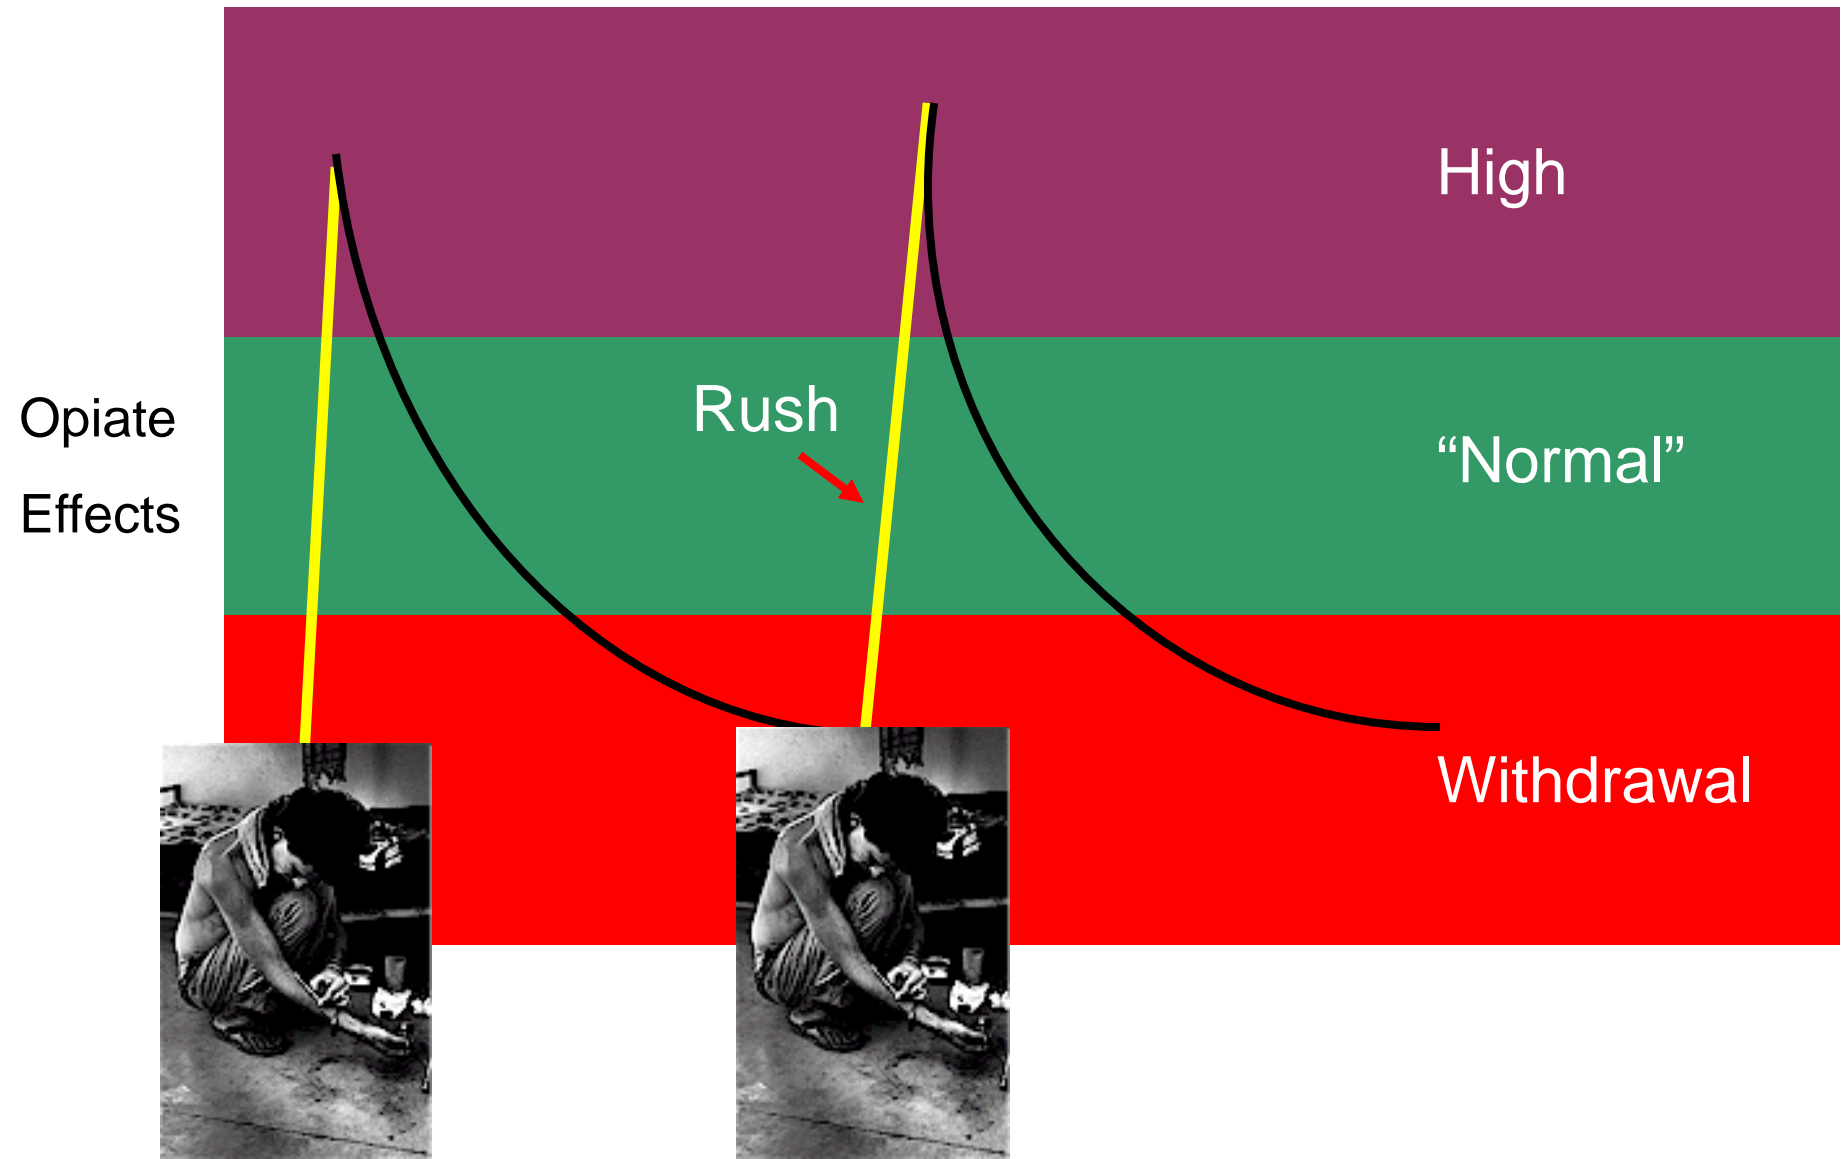 High
Rush
Opiate
Effects
“Normal”
Withdrawal